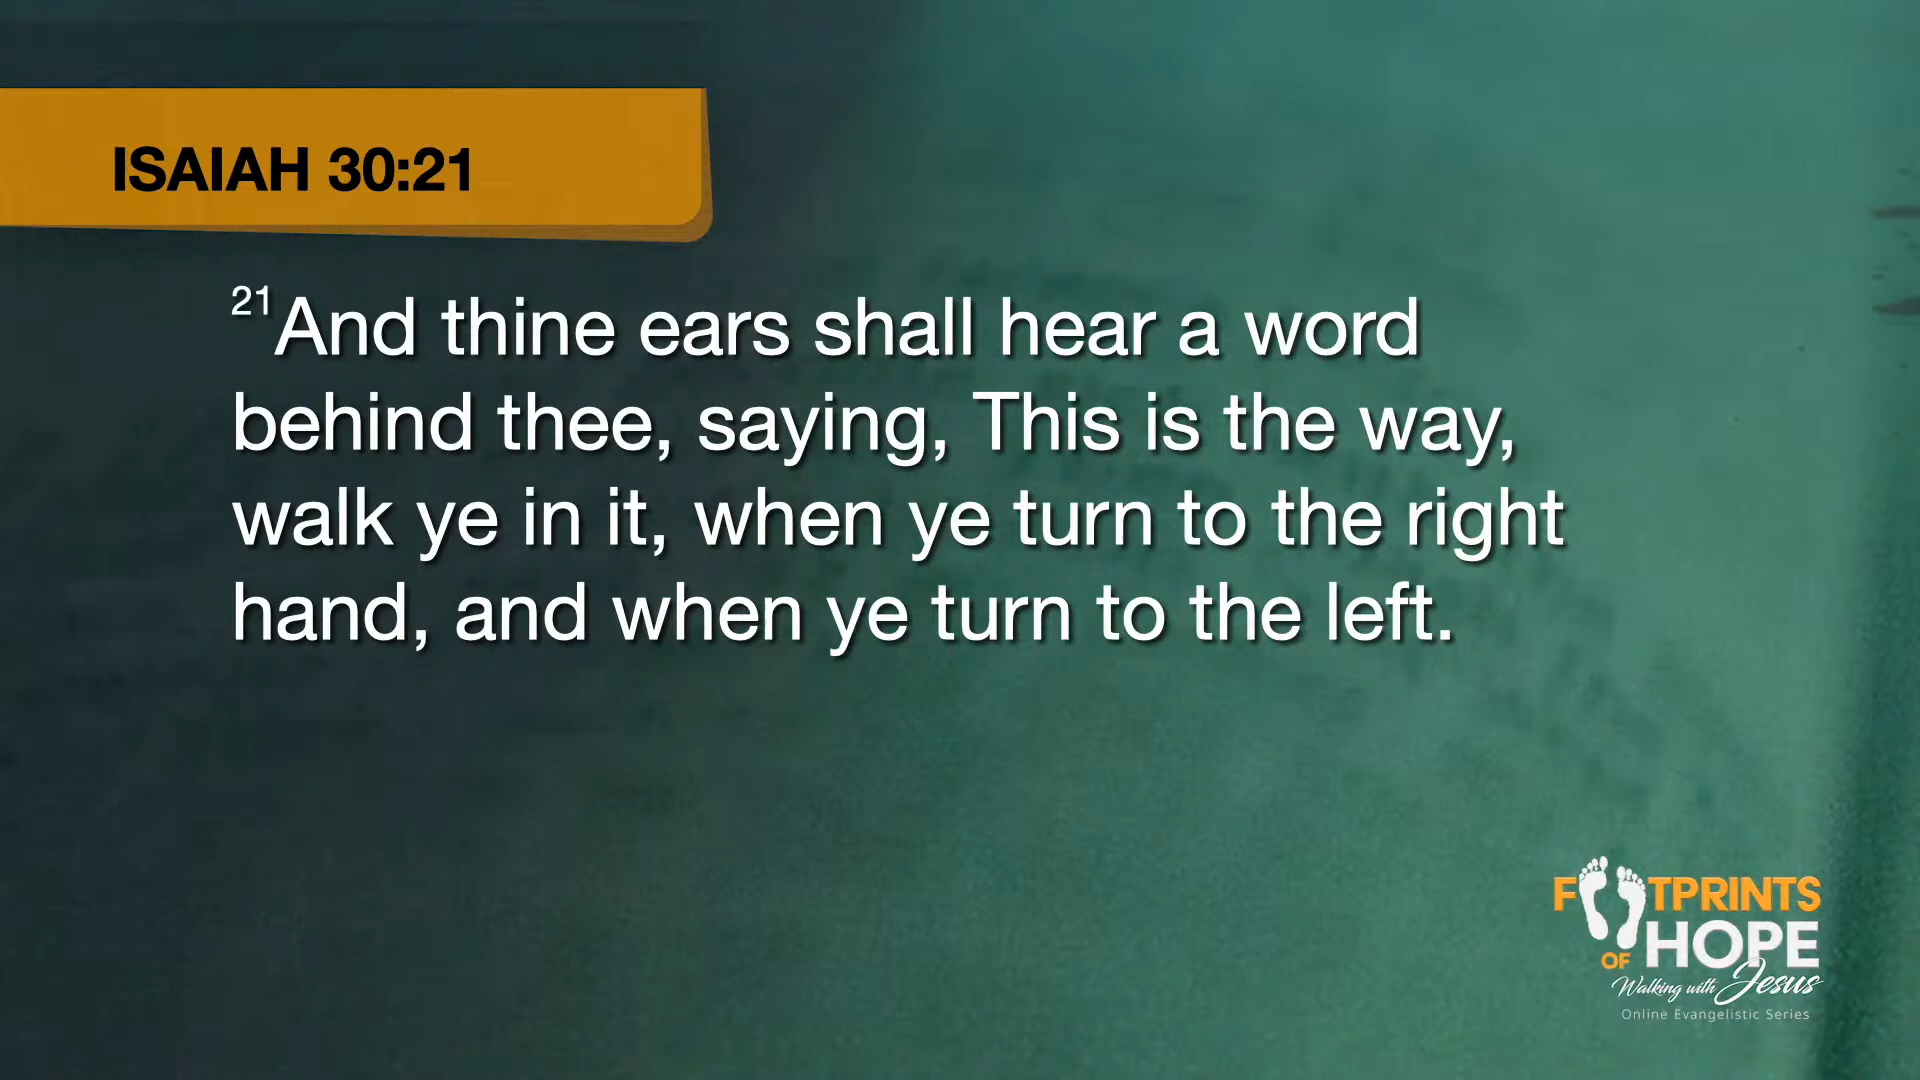 ISAIAH 30:21
21And thine ears shall hear a word
behind thee, saying, This is the way,
walk ye in it, when ye turn to the right
hand, and when ye turn to the left.
FOOTPRINTS
OF HOPE
Walking with Jesus
Online Evangelistic Series